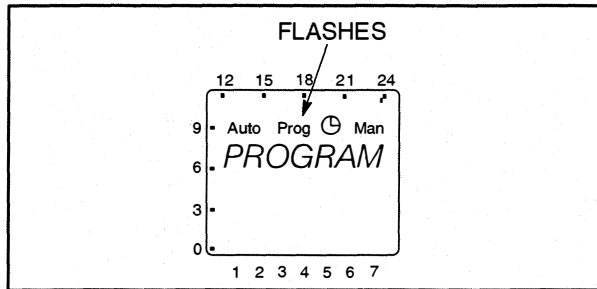 FLASHES
12 15 18 21 24
9 Auto Prog Man
PROGRAM
6
3
0
1 2 3 4 5 6 7